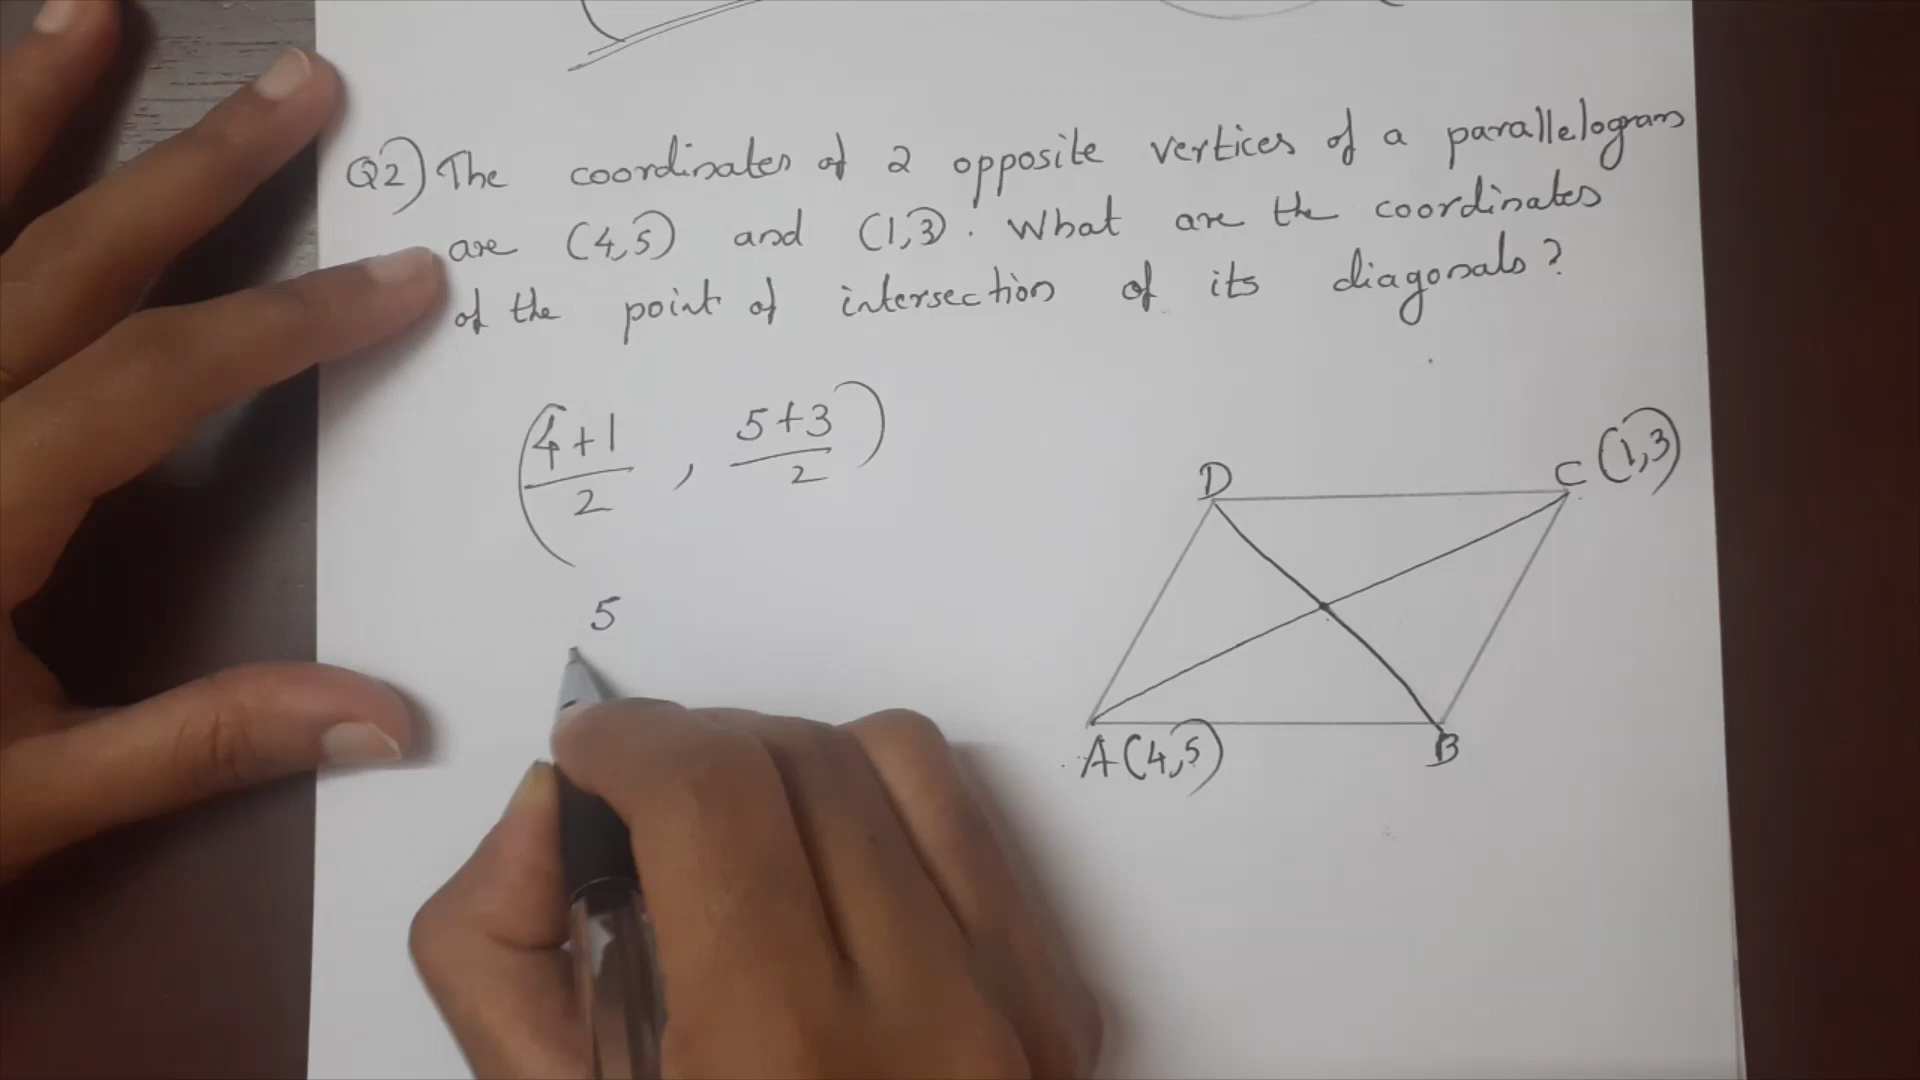 Q2) The coordinates of 2 opposite vertices of a parallelogram
are (4,5) and (1,3). What are the coordinates
of the point of intersection of its diagonals?
(4+1/2, 5+3/2)
5
D
C (1,3)
A (4,5)
B